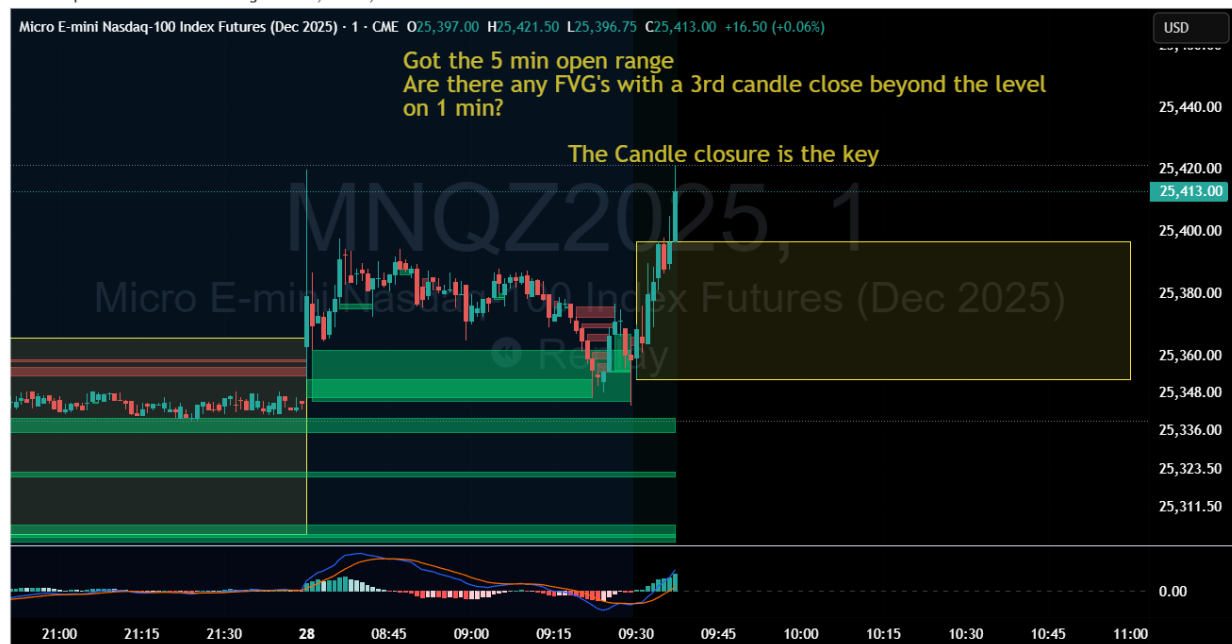 Micro E-mini Nasdaq-100 Index Futures (Dec 2025) · 1 · CME O25,397.00 H25,421.50 L25,396.75 C25,413.00 +16.50 (+0.06%)
USD
Got the 5 min open range
Are there any FVG's with a 3rd candle close beyond the level
on 1 min?
The Candle closure is the key
25,440.00
25,420.00
25,413.00
25,400.00
25,380.00
25,360.00
25,348.00
25,336.00
25,323.50
25,311.50
MNQZ2025, 1
Micro E-mini Nasdaq-100 Index Futures (Dec 2025)
Replay
0.00
21:00 21:15 21:30 28 08:45 09:00 09:15 09:30 09:45 10:00 10:15 10:30 10:45 11:00